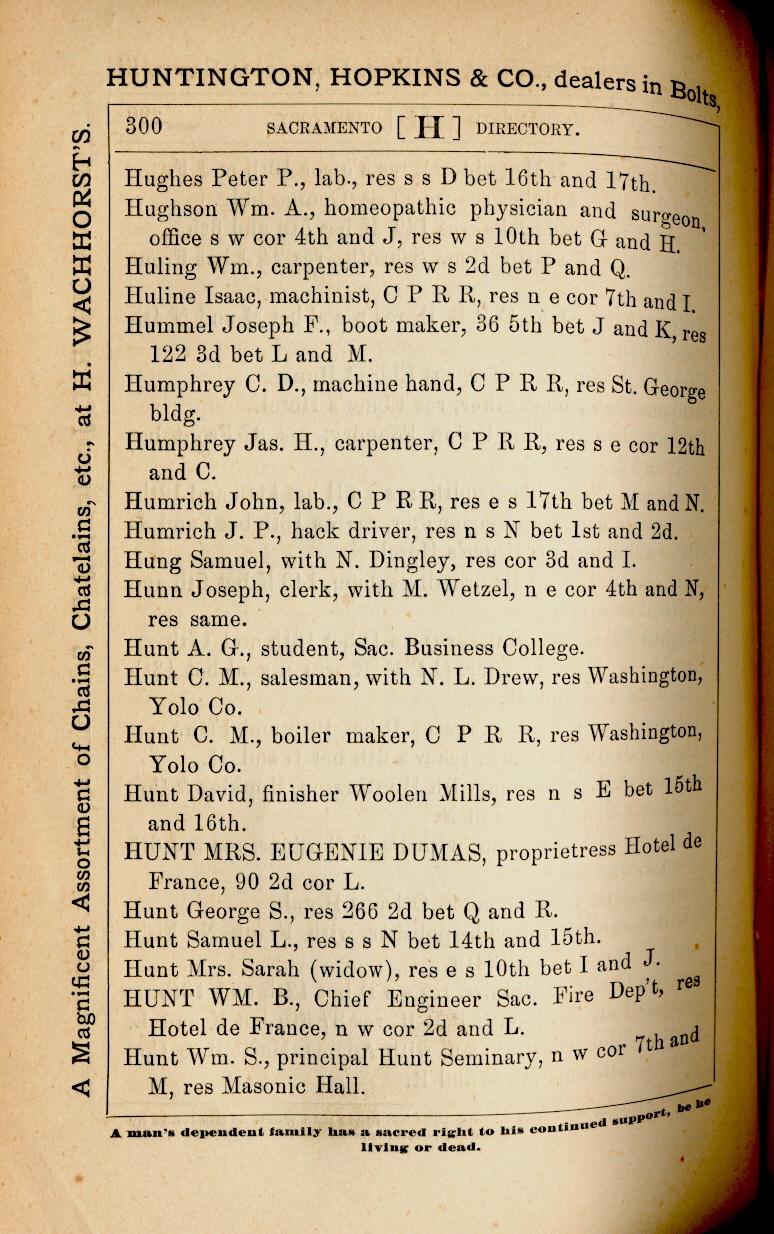 HUNTINGTON, HOPKINS & CO., dealers in Bolts,
300 SACRAMENTO [ H ] DIRECTORY.
Hughes Peter P., lab., res s s D bet 16th and 17th.
Hughson Wm. A., homeopathic physician and surgeon,
office s w cor 4th and J, res w s 10th bet G and H.
Huling Wm., carpenter, res w s 2d bet P and Q.
Huline Isaac, machinist, C P R R, res n e cor 7th and I.
Hummel Joseph F., boot maker, 36 5th bet J and K, res
122 3d bet L and M.
Humphrey C. D., machine hand, C P R R, res St. George
bldg.
Humphrey Jas. H., carpenter, C P R R, res s e cor 12th
and C.
Humrich John, lab., C P R R, res e s 17th bet M and N.
Humrich J. P., hack driver, res n s N bet 1st and 2d.
Hung Samuel, with N. Dingley, res cor 3d and I.
Hunn Joseph, clerk, with M. Wetzel, n e cor 4th and N,
res same.
Hunt A. G., student, Sac. Business College.
Hunt C. M., salesman, with N. L. Drew, res Washington,
Yolo Co.
Hunt C. M., boiler maker, C P R R, res Washington,
Yolo Co.
Hunt David, finisher Woolen Mills, res n s E bet 15th
and 16th.
HUNT MRS. EUGENIE DUMAS, proprietress Hotel de
France, 90 2d cor L.
Hunt George S., res 266 2d bet Q and R.
Hunt Samuel L., res s s N bet 14th and 15th.
Hunt Mrs. Sarah (widow), res e s 10th bet I and J.
HUNT WM. B., Chief Engineer Sac. Fire Dep't, res
Hotel de France, n w cor 2d and L.
Hunt Wm. S., principal Hunt Seminary, n w cor 7th and
M, res Masonic Hall.
A man's dependent family has a sacred right to his continued support, be he
living or dead.
A Magnificent Assortment of Chains, Chatelains, etc., at H. WACHHORST'S.